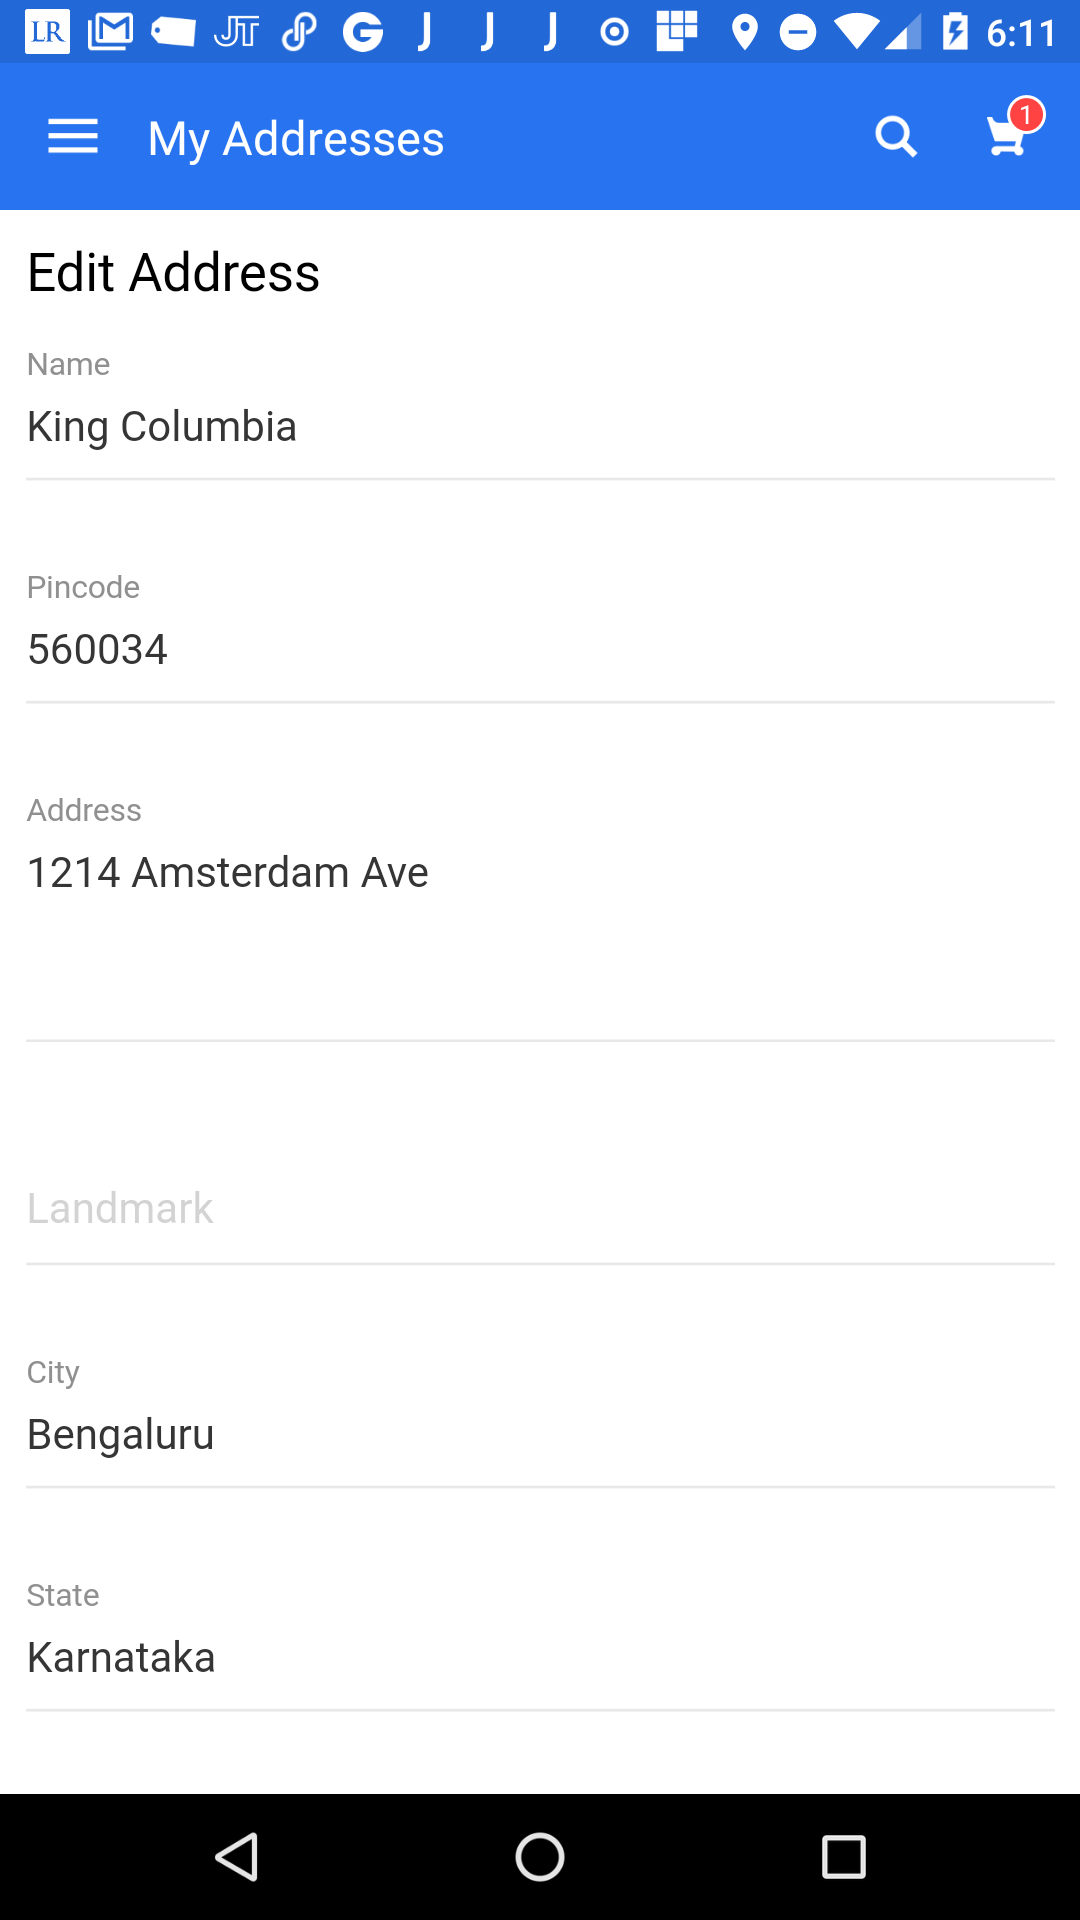 LR JT G J J J 6:11
My Addresses 1
Edit Address
Name
King Columbia
Pincode
560034
Address
1214 Amsterdam Ave
Landmark
City
Bengaluru
State
Karnataka